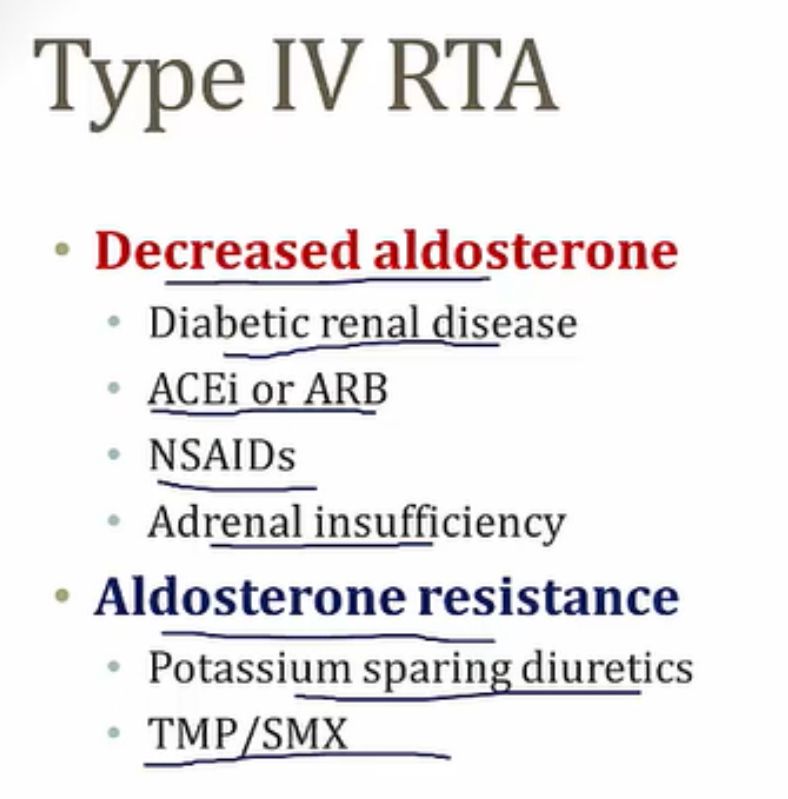 Type IV RTA
• Decreased aldosterone
• Diabetic renal disease
• ACEi or ARB
• NSAIDs
• Adrenal insufficiency
• Aldosterone resistance
• Potassium sparing diuretics
• TMP/SMX